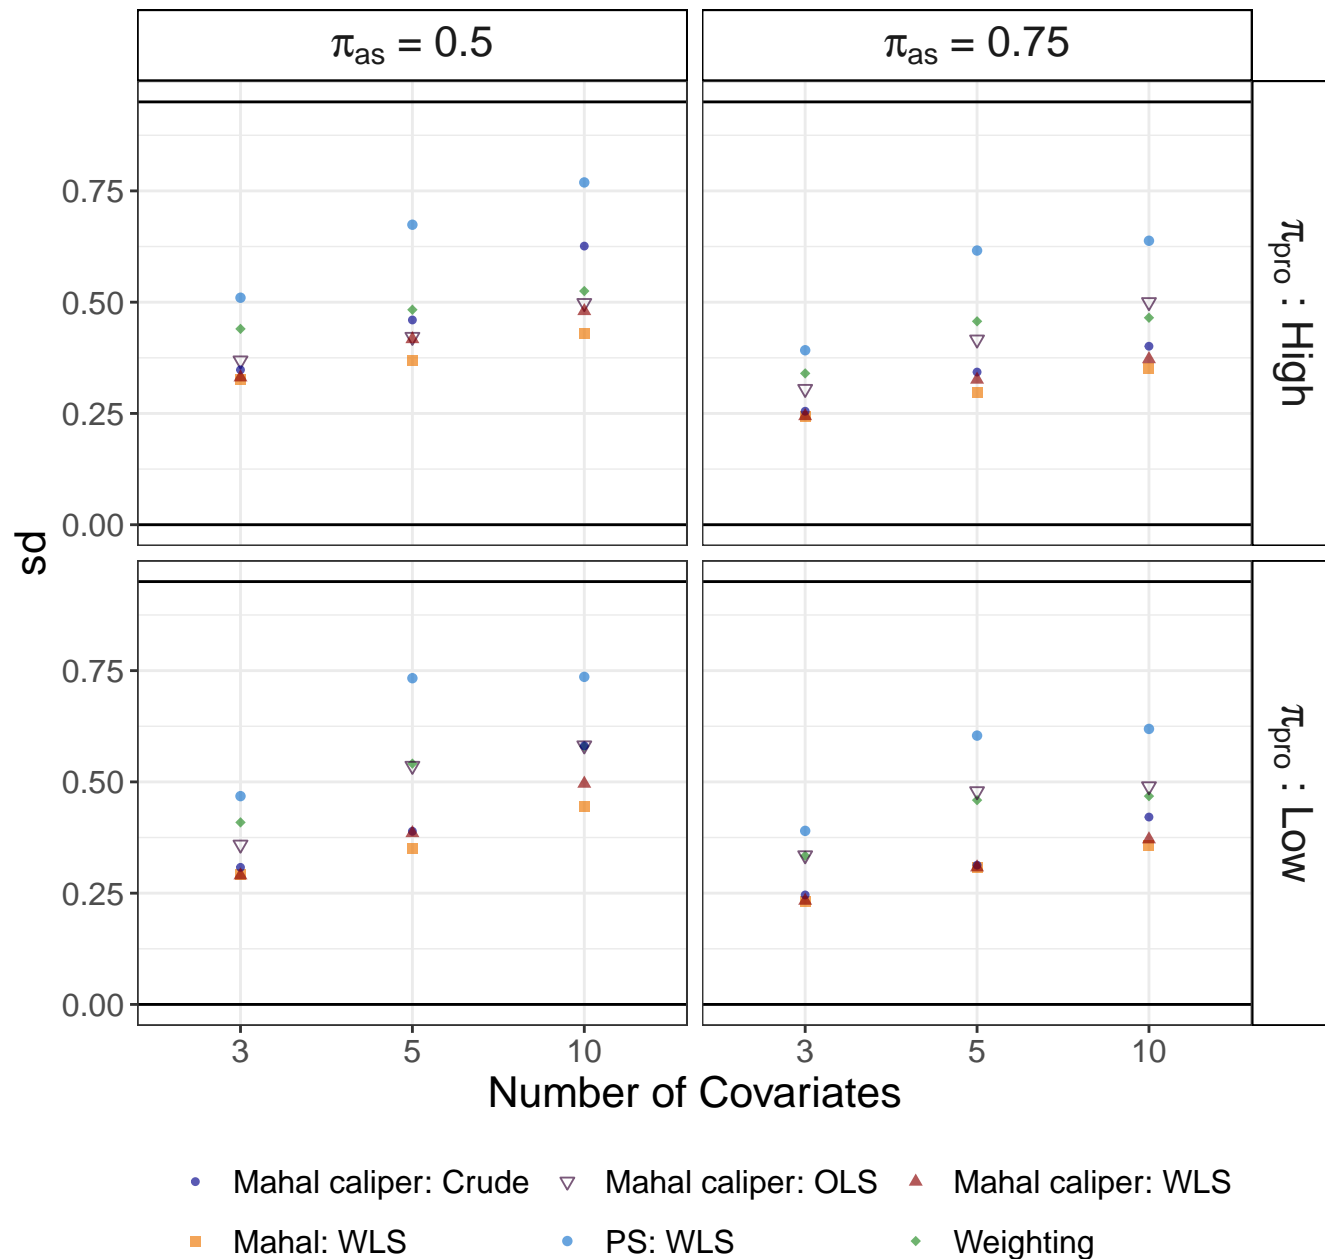 π_as = 0.5
π_as = 0.75
0.75
0.50
0.25
0.00
π_pro : High
sd
0.75
0.50
0.25
0.00
π_pro : Low
3 5 10
3 5 10
Number of Covariates
Mahal caliper: Crude
Mahal caliper: OLS
Mahal caliper: WLS
Mahal: WLS
PS: WLS
Weighting